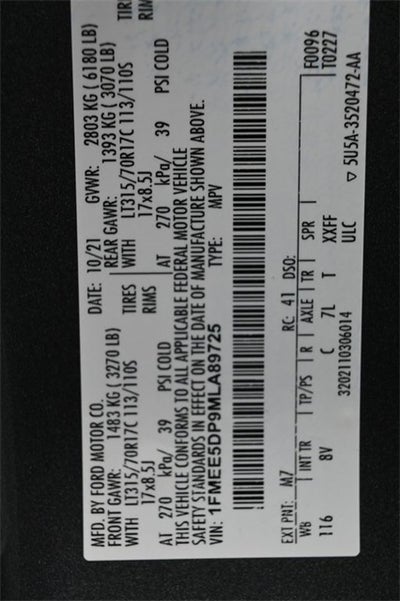 MFD. BY FORD MOTOR CO. DATE: 10/21 GVWR: 2803 KG ( 6180 LB)
FRONT GAWR: 1483 KG ( 3270 LB) REAR GAWR: 1393 KG ( 3070 LB)
WITH LT315/70R17C 113/110S TIRES WITH LT315/70R17C 113/110S TIRES
17x8.5J RIMS 17x8.5J RIMS
AT 270 kPa/ 39 PSI COLD AT 270 kPa/ 39 PSI COLD
THIS VEHICLE CONFORMS TO ALL APPLICABLE FEDERAL MOTOR VEHICLE
SAFETY STANDARDS IN EFFECT ON THE DATE OF MANUFACTURE SHOWN ABOVE.
VIN: 1FMEE5DP9MLA89725 TYPE: MPV
F0096
T0227
EXT PNT: M7 RC: 41 DSO:
WB INT TR TP/PS R AXLE TR SPR
116 8V C 7L T XXFF
3202110306014 ULC ▽ 5U5A-3520472-AA